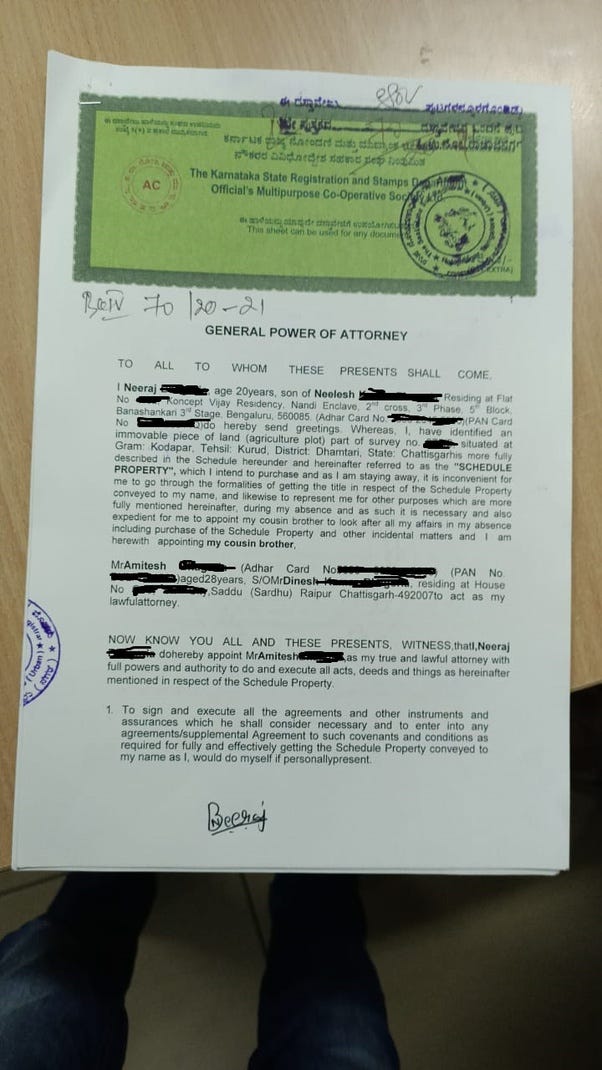 ಈ ದಸ್ತಾವೇಜು
ಕರ್ನಾಟಕ ರಾಜ್ಯ ನೋಂದಣಿ ಮತ್ತು ಮುದ್ರಾಂಕ
ನೌಕರರ ವಿವಿಧೋದ್ದೇಶ ಸಹಕಾರ ಸಂಘ ನಿಯಮಿತ
The Karnataka State Registration and Stamps
AC
Official's Multipurpose Co-Operative
This sheet can be used for any
70/20-21
GENERAL POWER OF ATTORNEY
TO ALL TO WHOM THESE PRESENTS SHALL COME,
I Neeraj age 20years, son of Neelesh Residing at Flat
No Koncept Vijay Residency, Nandi Enclave, 2nd cross, 3rd Phase, 5th Block,
Banashankari 3rd Stage, Bengaluru, 560085. (Adhar Card No. )(PAN Card
No )do hereby send greetings. Whereas, I, have identified an
immovable piece of land (agriculture plot) part of survey no. situated at
Gram: Kodapar, Tehsil: Kurud, District: Dhamtari, State: Chattisgarhis more fully
described in the Schedule hereunder and hereinafter referred to as the "SCHEDULE
PROPERTY", which I intend to purchase and as I am staying away, it is inconvenient for
me to go through the formalities of getting the title in respect of the Schedule Property
conveyed to my name, and likewise to represent me for other purposes which are more
fully mentioned hereinafter, during my absence and as such it is necessary and also
expedient for me to appoint my cousin brother to look after all my affairs in my absence
including purchase of the Schedule Property and other incidental matters and I am
herewith appointing my cousin brother,
MrAmitesh (Adhar Card No. (PAN No.
)aged28years, S/OMrDinesh residing at House
No ,Saddu (Sardhu) Raipur Chattisgarh-492007to act as my
lawfulattorney.
NOW KNOW YOU ALL AND THESE PRESENTS, WITNESS,thatI,Neeraj
dohereby appoint MrAmitesh ,as my true and lawful attorney with
full powers and authority to do and execute all acts, deeds and things as hereinafter
mentioned in respect of the Schedule Property.
1. To sign and execute all the agreements and other instruments and
assurances which he shall consider necessary and to enter into any
agreements/supplemental Agreement to such covenants and conditions as
required for fully and effectively getting the Schedule Property conveyed to
my name as I, would do myself if personallypresent.
Neeraj